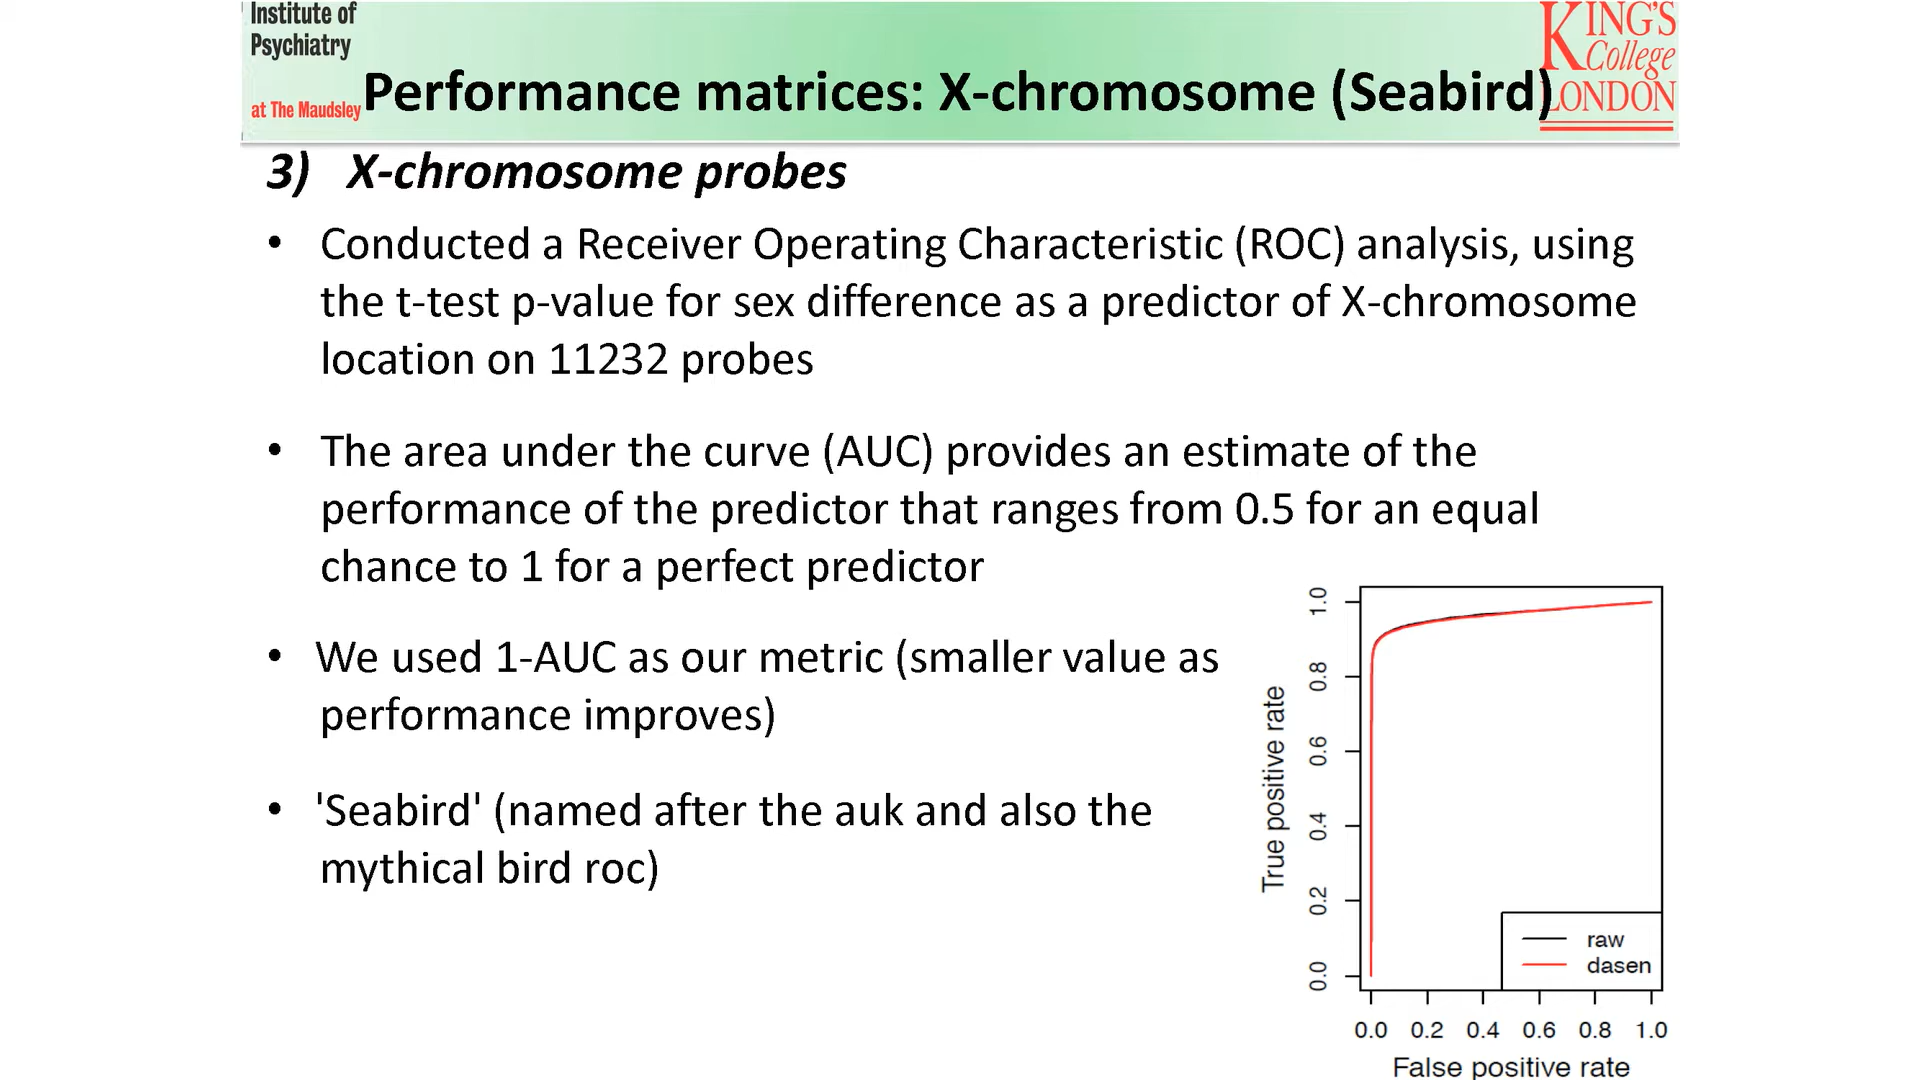 Institute of
Psychiatry
at The Maudsley
KING'S
College
LONDON
Performance matrices: X-chromosome (Seabird)
3) X-chromosome probes
• Conducted a Receiver Operating Characteristic (ROC) analysis, using
the t-test p-value for sex difference as a predictor of X-chromosome
location on 11232 probes
• The area under the curve (AUC) provides an estimate of the
performance of the predictor that ranges from 0.5 for an equal
chance to 1 for a perfect predictor
• We used 1-AUC as our metric (smaller value as
performance improves)
• 'Seabird' (named after the auk and also the
mythical bird roc)
True positive rate
1.0
0.8
0.6
0.4
0.2
0.0
raw
dasen
0.0 0.2 0.4 0.6 0.8 1.0
False positive rate